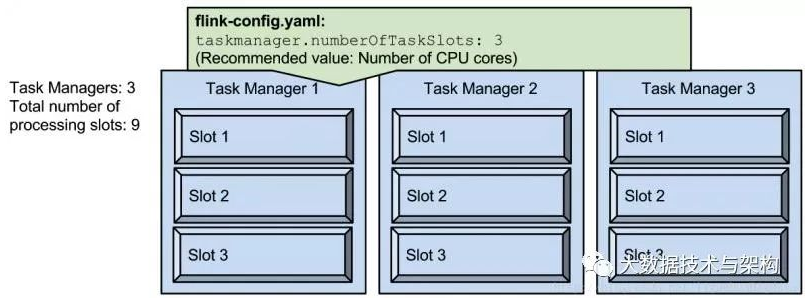 flink-config.yaml:
taskmanager.numberOfTaskSlots: 3
(Recommended value: Number of CPU cores)
Task Managers: 3
Total number of
processing slots: 9
Task Manager 1
Slot 1
Slot 2
Slot 3
Task Manager 2
Slot 1
Slot 2
Slot 3
Task Manager 3
Slot 1
Slot 2
Slot 3
大数据技术与架构